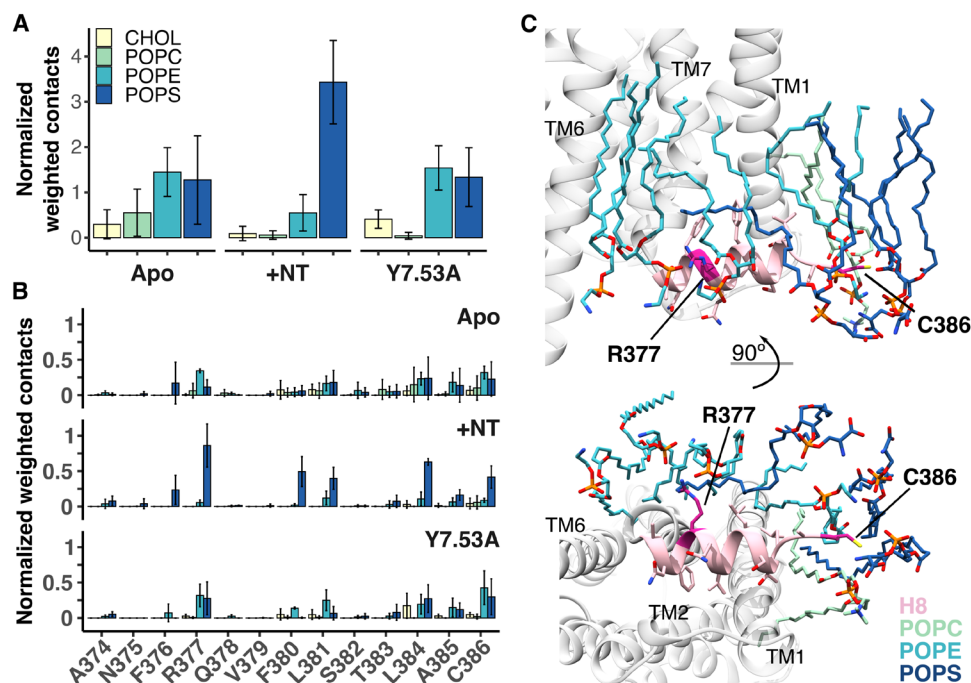 A
CHOL
POPC
POPE
POPS
Normalized
weighted contacts
4
3
2
1
0
Apo
+NT
Y7.53A
B
Normalized weighted contacts
Apo
1
0.5
0
+NT
1
0.5
0
Y7.53A
1
0.5
0
A374
N375
F376
R377
Q378
V379
F380
L381
S382
T383
L384
A385
C386
C
TM7
TM1
TM6
R377
C386
90º
R377
C386
TM6
TM2
TM1
H8
POPC
POPE
POPS